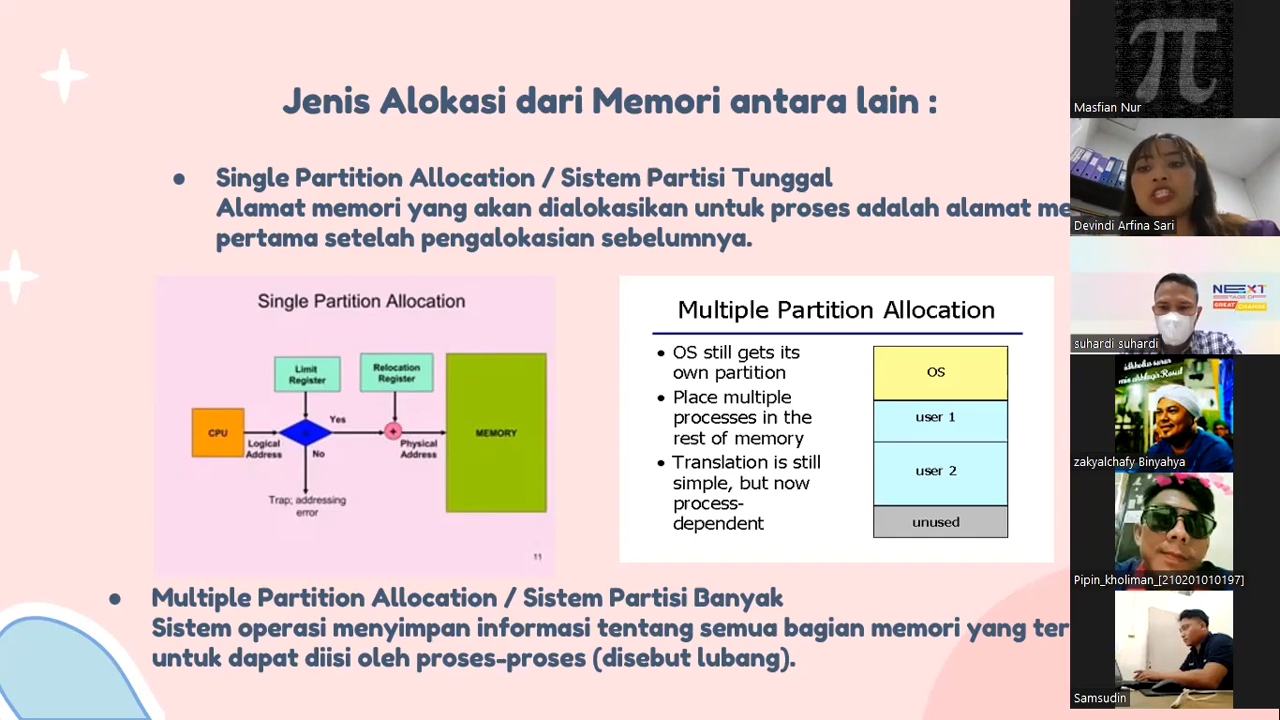 Jenis Alokasi dari Memori antara lain :
● Single Partition Allocation / Sistem Partisi Tunggal
Alamat memori yang akan dialokasikan untuk proses adalah alamat me
pertama setelah pengalokasian sebelumnya.
Single Partition Allocation
Limit
Register
Relocation
Register
CPU
Logical
Address
Yes
No
+
Physical
Address
MEMORY
Trap; addressing
error
11
Multiple Partition Allocation
• OS still gets its
own partition
• Place multiple
processes in the
rest of memory
• Translation is still
simple, but now
process-
dependent
OS
user 1
user 2
unused
● Multiple Partition Allocation / Sistem Partisi Banyak
Sistem operasi menyimpan informasi tentang semua bagian memori yang ter
untuk dapat diisi oleh proses-proses (disebut lubang).
Masfian Nur
Devindi Arfina Sari
NEXT
GREAT
suhardi suhardi
zakyalchafy Binyahya
Pipin_kholiman_[210201010197]
Samsudin